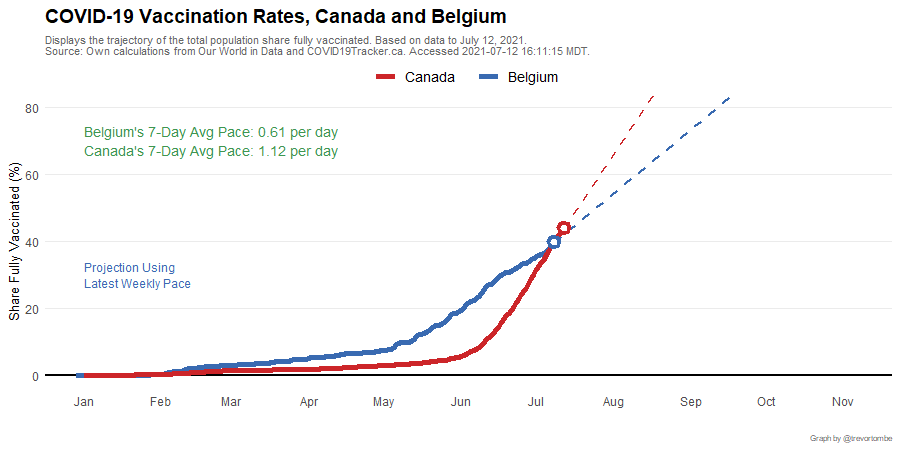 COVID-19 Vaccination Rates, Canada and Belgium
Displays the trajectory of the total population share fully vaccinated. Based on data to July 12, 2021.
Source: Own calculations from Our World in Data and COVID19Tracker.ca. Accessed 2021-07-12 16:11:15 MDT.
Canada Belgium
80
Belgium's 7-Day Avg Pace: 0.61 per day
Canada's 7-Day Avg Pace: 1.12 per day
60
Share Fully Vaccinated (%)
40
Projection Using
Latest Weekly Pace
20
0
Jan Feb Mar Apr May Jun Jul Aug Sep Oct Nov
Graph by @trevortombe